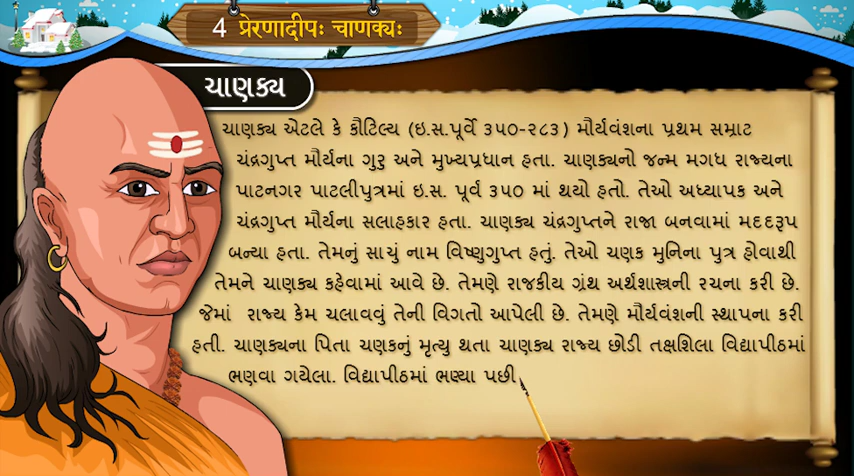 4 प्रेरणादीपः चाणक्यः
ચાણક્ય
ચાણક્ય એટલે કે કૌટિલ્ય (ઇ.સ.પૂર્વે ૩૫૦-૨૮૩) મૌર્યવંશના પ્રથમ સમ્રાટ
ચંદ્રગુપ્ત મૌર્યના ગુરુ અને મુખ્યપ્રધાન હતા. ચાણક્યનો જન્મ મગધ રાજ્યના
પાટનગર પાટલીપુત્રમાં ઇ.સ. પૂર્વે ૩૫૦ માં થયો હતો. તેઓ અધ્યાપક અને
ચંદ્રગુપ્ત મૌર્યના સલાહકાર હતા. ચાણક્ય ચંદ્રગુપ્તને રાજા બનવામાં મદદરૂપ
બન્યા હતા. તેમનું સાચું નામ વિષ્ણુગુપ્ત હતું. તેઓ ચણક મુનિના પુત્ર હોવાથી
તેમને ચાણક્ય કહેવામાં આવે છે. તેમણે રાજકીય ગ્રંથ અર્થશાસ્ત્રની રચના કરી છે.
જેમાં રાજ્ય કેમ ચલાવવું તેની વિગતો આપેલી છે. તેમણે મૌર્યવંશની સ્થાપના કરી
હતી. ચાણક્યના પિતા ચણકનું મૃત્યુ થતા ચાણક્ય રાજ્ય છોડી તક્ષશિલા વિદ્યાપીઠમાં
ભણવા ગયેલા. વિદ્યાપીઠમાં ભણ્યા પછી